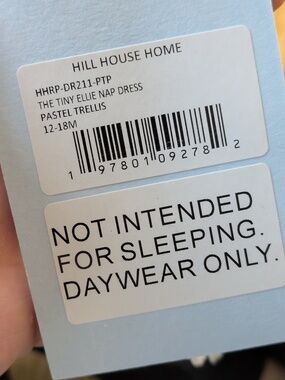 HILL HOUSE HOME
HHRP-DR211-PTP
THE TINY ELLIE NAP DRESS
PASTEL TRELLIS
12-18M
1 97801 09278 2
NOT INTENDED
FOR SLEEPING.
DAYWEAR ONLY.